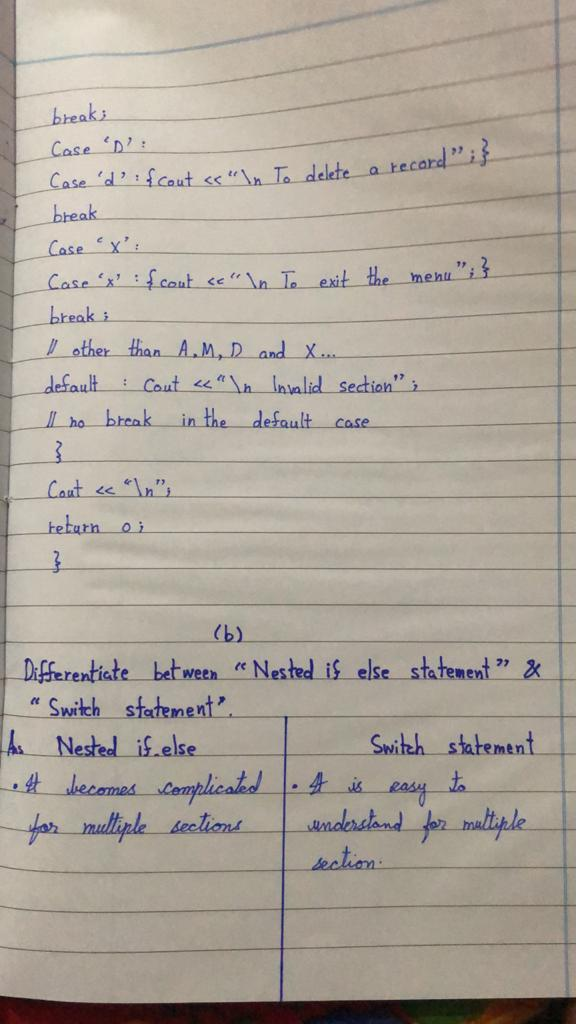 break;
Case 'D' :
Case 'd' : { cout << "\n To delete a record" ; }
break
Case 'X' :
Case 'x' : { cout << "\n To exit the menu" ; }
break ;
// other than A, M, D and X...
default : Cout << "\n Invalid section" ;
// no break in the default case
}
Cout << "\n";
return 0 ;
}
(b)
Differentiate between "Nested if else statement" &
"Switch statement".
Ans Nested if-else
Switch statement
• It becomes complicated
for multiple sections
• It is easy to
understand for multiple
section.